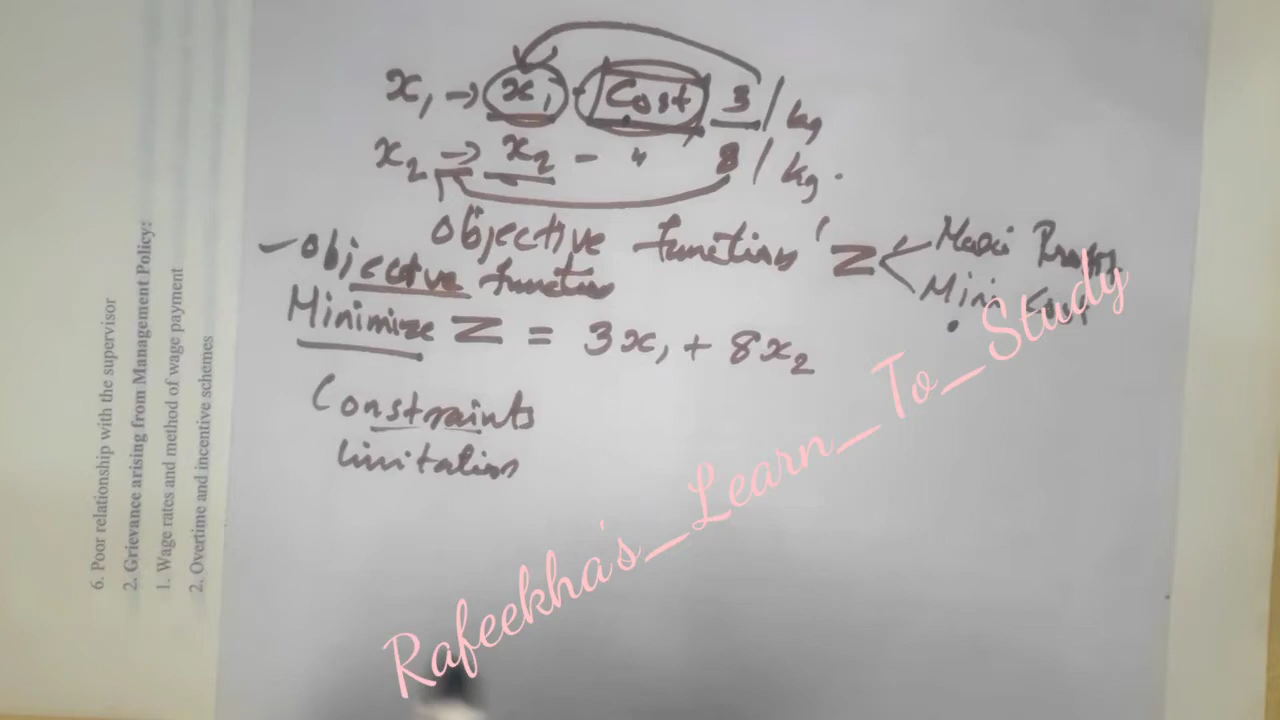 x₁ → x₁ - Cost 3 / kg
x₂ → x₂ - " 8 / kg.
Objective function' Z
Maxi
Mini
Objective function
Minimize Z = 3x₁ + 8x₂
Constraints
limitation
6. Poor relationship with the supervisor
2. Grievance arising from Management Policy:
1. Wage rates and method of wage payment
2. Overtime and incentive schemes
Rafeekha's_Learn_To_Study